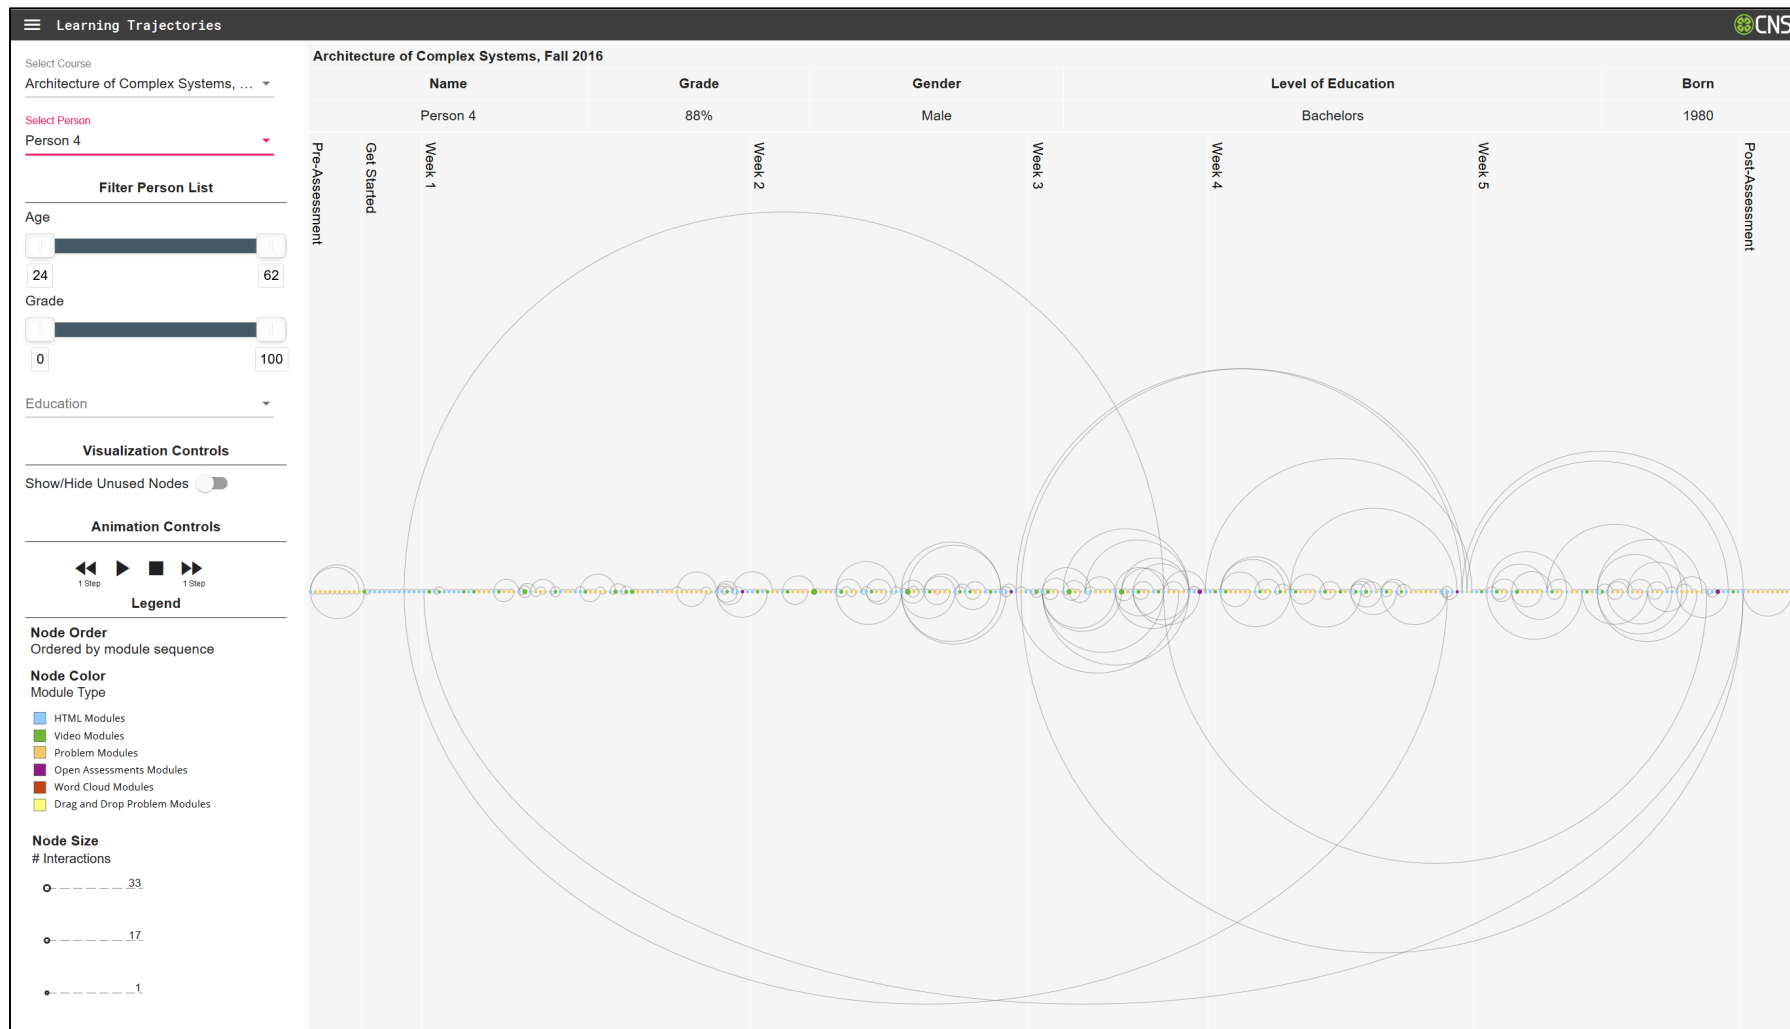 Learning Trajectories
CNS
Select Course
Architecture of Complex Systems, ...
Select Person
Person 4
Filter Person List
Age
24 62
Grade
0 100
Education
Visualization Controls
Show/Hide Unused Nodes
Animation Controls
1 Step 1 Step
Legend
Node Order
Ordered by module sequence
Node Color
Module Type
HTML Modules
Video Modules
Problem Modules
Open Assessments Modules
Word Cloud Modules
Drag and Drop Problem Modules
Node Size
# Interactions
33
17
1
Architecture of Complex Systems, Fall 2016
Name Grade Gender Level of Education Born
Person 4 88% Male Bachelors 1980
Pre-Assessment
Get Started
Week 1
Week 2
Week 3
Week 4
Week 5
Post-Assessment